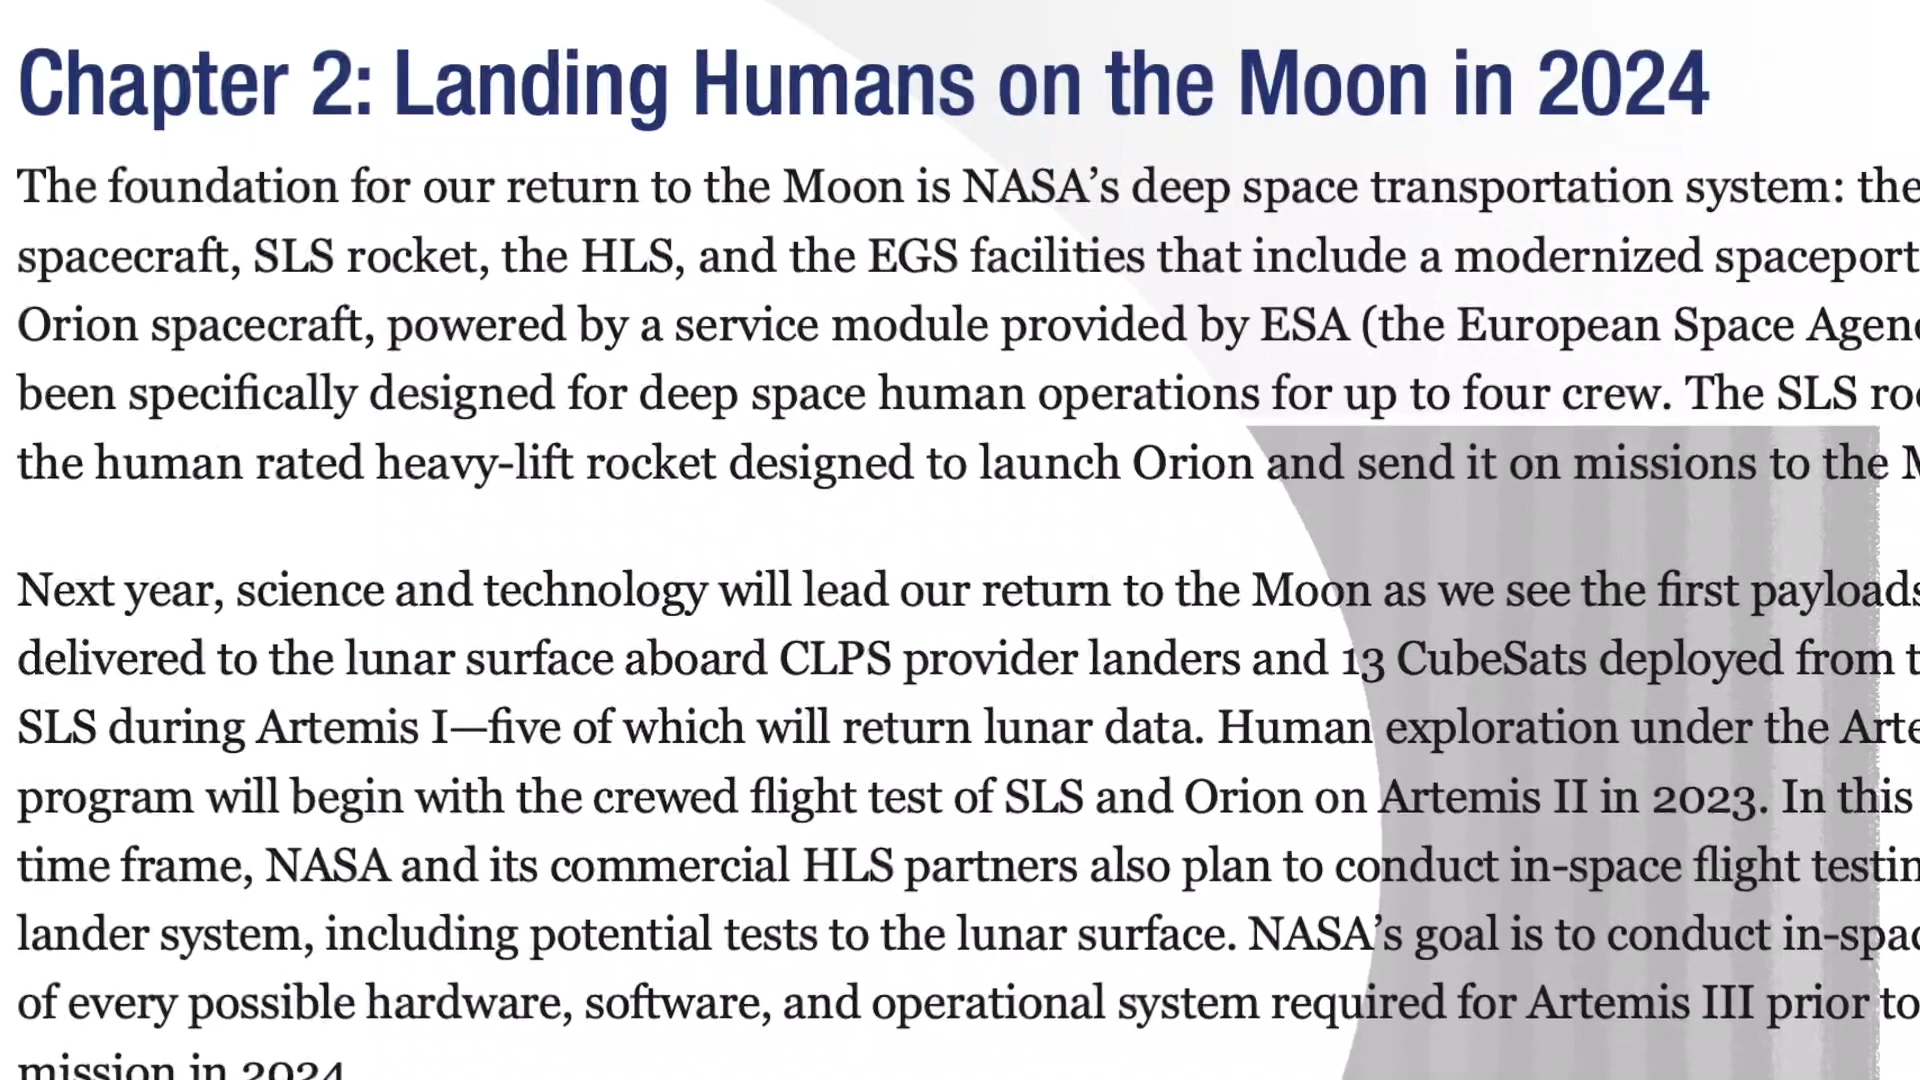 Chapter 2: Landing Humans on the Moon in 2024
The foundation for our return to the Moon is NASA’s deep space transportation system: the
spacecraft, SLS rocket, the HLS, and the EGS facilities that include a modernized spaceport
Orion spacecraft, powered by a service module provided by ESA (the European Space
been specifically designed for deep space human operations for up to four crew. The SLS
the human rated heavy-lift rocket designed to launch Orion and send it on missions to the
Next year, science and technology will lead our return to the Moon as we see the first payloads
delivered to the lunar surface aboard CLPS provider landers and 13 CubeSats deployed from
SLS during Artemis I—five of which will return lunar data. Human exploration under the
program will begin with the crewed flight test of SLS and Orion on Artemis II in 2023. In this
time frame, NASA and its commercial HLS partners also plan to conduct in-space flight
lander system, including potential tests to the lunar surface. NASA’s goal is to conduct
of every possible hardware, software, and operational system required for Artemis III prior to
mission in 2024